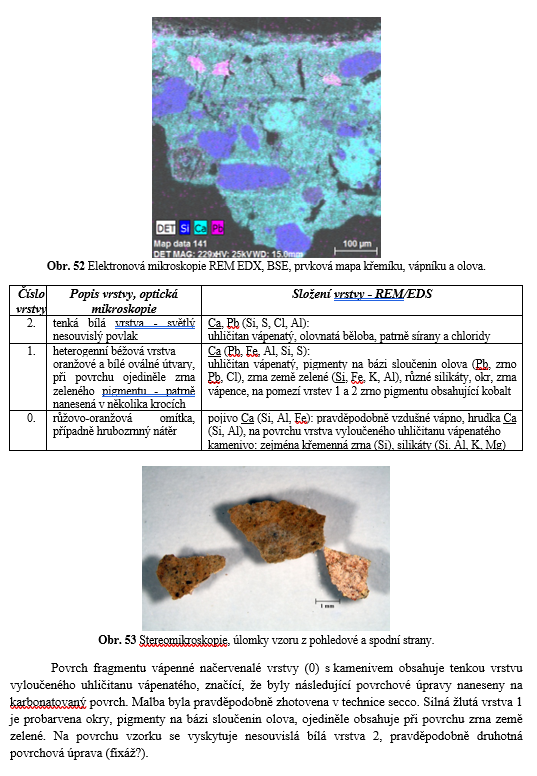 DET Si Ca Pb
Map data 141
DET MAG: 229xHV: 25kVWD: 15.0mm
100 µm
Obr. 52 Elektronová mikroskopie REM EDX, BSE, prvková mapa křemíku, vápníku a olova.
Číslo vrstvy
Popis vrstvy, optická mikroskopie
Složení vrstvy - REM/EDS
2.
tenká bílá vrstva - světlý
nesouvislý povlak
Ca, Pb (Si, S, Cl, Al):
uhličitan vápenatý, olovnatá běloba, patrně sírany a chloridy
1.
heterogenní béžová vrstva
oranžové a bílé oválné útvary,
při povrchu ojediněle zrna
zeleného pigmentu - patrně
nanesená v několika krocích
Ca (Pb, Fe, Al, Si, S):
uhličitan vápenatý, pigmenty na bázi sloučenin olova (Pb, zrno
Pb, Cl), zrna země zelené (Si, Fe, K, Al), různé silikáty, okr, zrna
vápence, na pomezí vrstev 1 a 2 zrno pigmentu obsahující kobalt
0.
růžovo-oranžová omítka,
případně hrubozrnný nátěr
pojivo Ca (Si, Al, Fe): pravděpodobně vzdušné vápno, hrudka Ca
(Si, Al), na povrchu vrstva vyloučeného uhličitanu vápenatého
kamenivo: zejména křemenná zrna (Si), silikáty (Si, Al, K, Mg)
1 mm
Obr. 53 Stereomikroskopie, úlomky vzoru z pohledové a spodní strany.
Povrch fragmentu vápenné načervenalé vrstvy (0) s kamenivem obsahuje tenkou vrstvu
vyloučeného uhličitanu vápenatého, značící, že byly následující povrchové úpravy naneseny na
karbonatovaný povrch. Malba byla pravděpodobně zhotovena v technice secco. Silná žlutá vrstva 1
je probarvena okry, pigmenty na bázi sloučenin olova, ojediněle obsahuje při povrchu zrna země
zelené. Na povrchu vzorku se vyskytuje nesouvislá bílá vrstva 2, pravděpodobně druhotná
povrchová úprava (fixáž?).